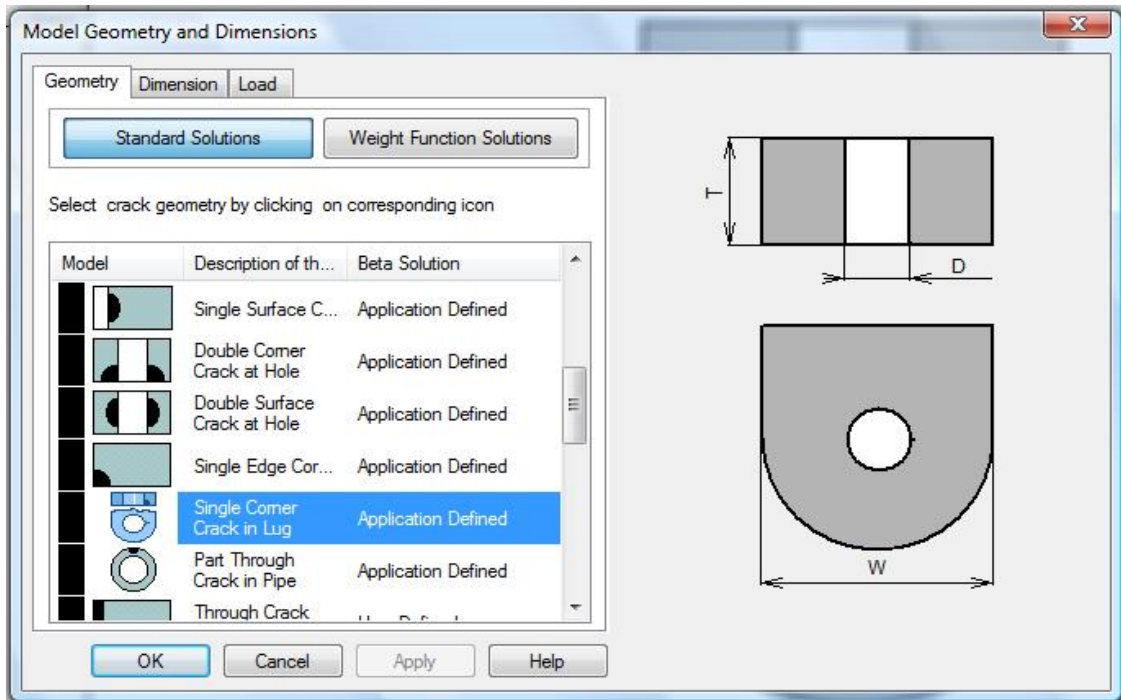 Model Geometry and Dimensions
Geometry Dimension Load
Standard Solutions Weight Function Solutions
Select crack geometry by clicking on corresponding icon
Model Description of th... Beta Solution
Single Surface C... Application Defined
Double Corner
Crack at Hole Application Defined
Double Surface
Crack at Hole Application Defined
Single Edge Cor... Application Defined
Single Corner
Crack in Lug Application Defined
Part Through
Crack in Pipe Application Defined
Through Crack
OK Cancel Apply Help
T
D
W